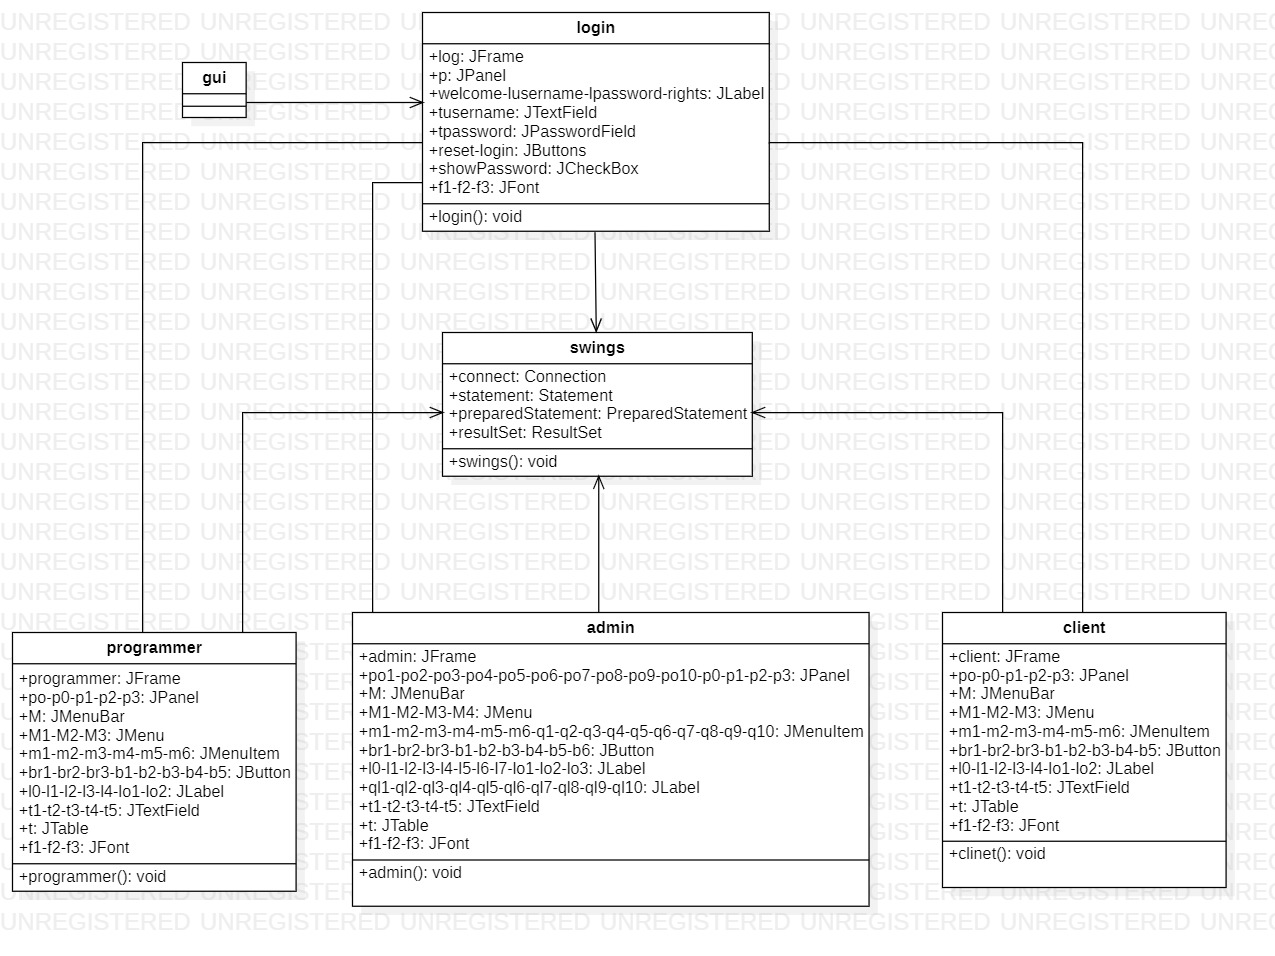 login
+log: JFrame
+p: JPanel
+welcome-lusername-lpassword-rights: JLabel
+tusername: JTextField
+tpassword: JPasswordField
+reset-login: JButtons
+showPassword: JCheckBox
+f1-f2-f3: JFont
+login(): void
gui
swings
+connect: Connection
+statement: Statement
+preparedStatement: PreparedStatement
+resultSet: ResultSet
+swings(): void
programmer
+programmer: JFrame
+po-p0-p1-p2-p3: JPanel
+M: JMenuBar
+M1-M2-M3: JMenu
+m1-m2-m3-m4-m5-m6: JMenuItem
+br1-br2-br3-b1-b2-b3-b4-b5: JButton
+l0-l1-l2-l3-l4-lo1-lo2: JLabel
+t1-t2-t3-t4-t5: JTextField
+t: JTable
+f1-f2-f3: JFont
+programmer(): void
admin
+admin: JFrame
+po1-po2-po3-po4-po5-po6-po7-po8-po9-po10-p0-p1-p2-p3: JPanel
+M: JMenuBar
+M1-M2-M3-M4: JMenu
+m1-m2-m3-m4-m5-m6-q1-q2-q3-q4-q5-q6-q7-q8-q9-q10: JMenuItem
+br1-br2-br3-b1-b2-b3-b4-b5-b6: JButton
+l0-l1-l2-l3-l4-l5-l6-l7-lo1-lo2-lo3: JLabel
+ql1-ql2-ql3-ql4-ql5-ql6-ql7-ql8-ql9-ql10: JLabel
+t1-t2-t3-t4-t5: JTextField
+t: JTable
+f1-f2-f3: JFont
+admin(): void
client
+client: JFrame
+po-p0-p1-p2-p3: JPanel
+M: JMenuBar
+M1-M2-M3: JMenu
+m1-m2-m3-m4-m5-m6: JMenuItem
+br1-br2-br3-b1-b2-b3-b4-b5: JButton
+l0-l1-l2-l3-l4-lo1-lo2: JLabel
+t1-t2-t3-t4-t5: JTextField
+t: JTable
+f1-f2-f3: JFont
+clinet(): void
UNREGISTERED